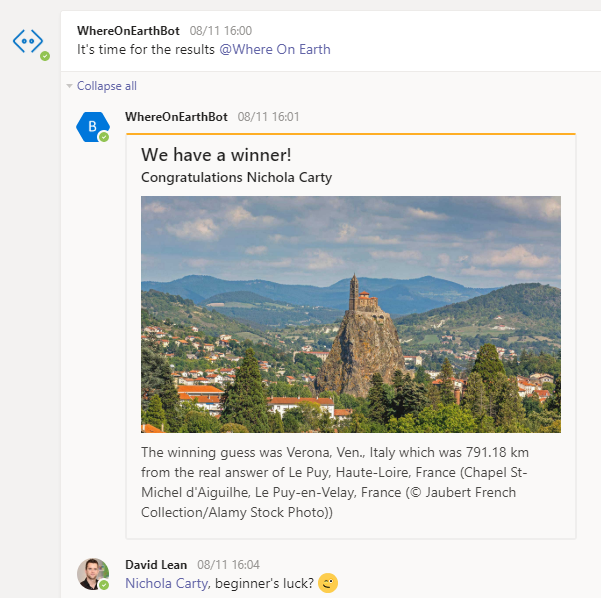 WhereOnEarthBot 08/11 16:00
It's time for the results @Where On Earth
Collapse all
B
WhereOnEarthBot 08/11 16:01
We have a winner!
Congratulations Nichola Carty
The winning guess was Verona, Ven., Italy which was 791.18 km
from the real answer of Le Puy, Haute-Loire, France (Chapel St-
Michel d'Aiguilhe, Le Puy-en-Velay, France (© Jaubert French
Collection/Alamy Stock Photo))
David Lean 08/11 16:04
Nichola Carty, beginner's luck?